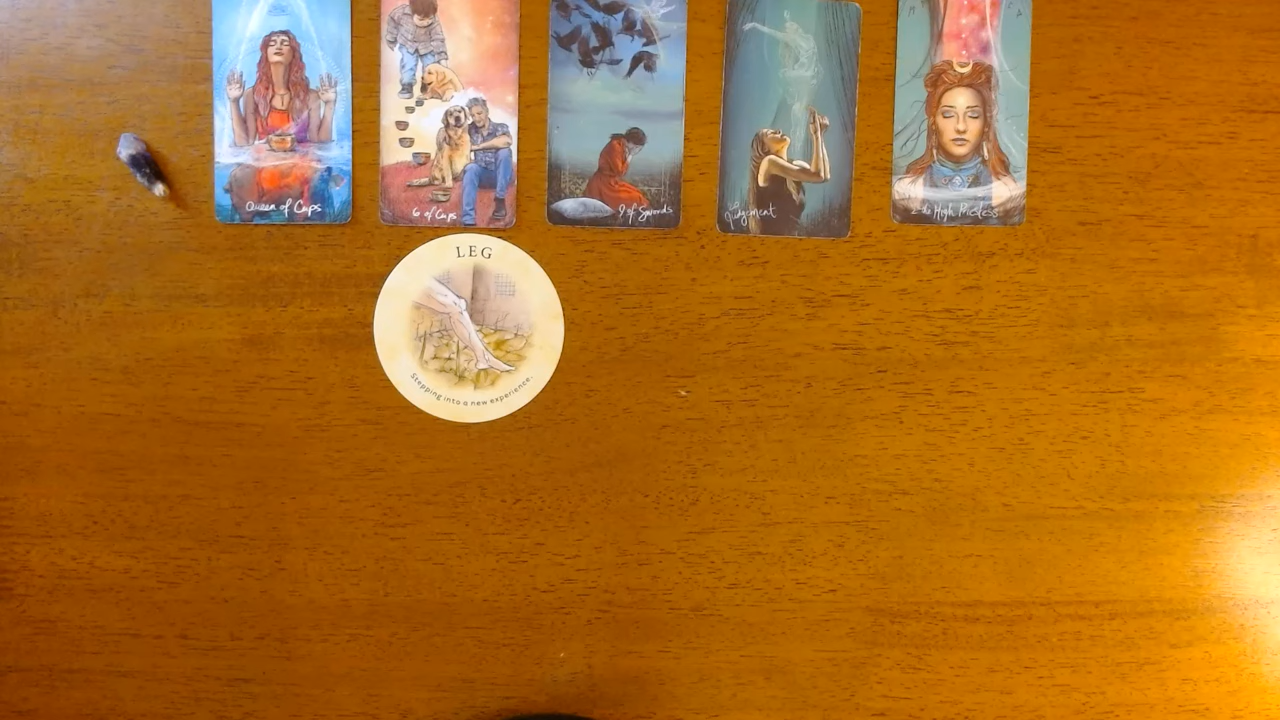 Queen of Cups
6 of Cups
9 of Swords
Judgement
2 the High Priestess
LEG
Stepping into a new experience.